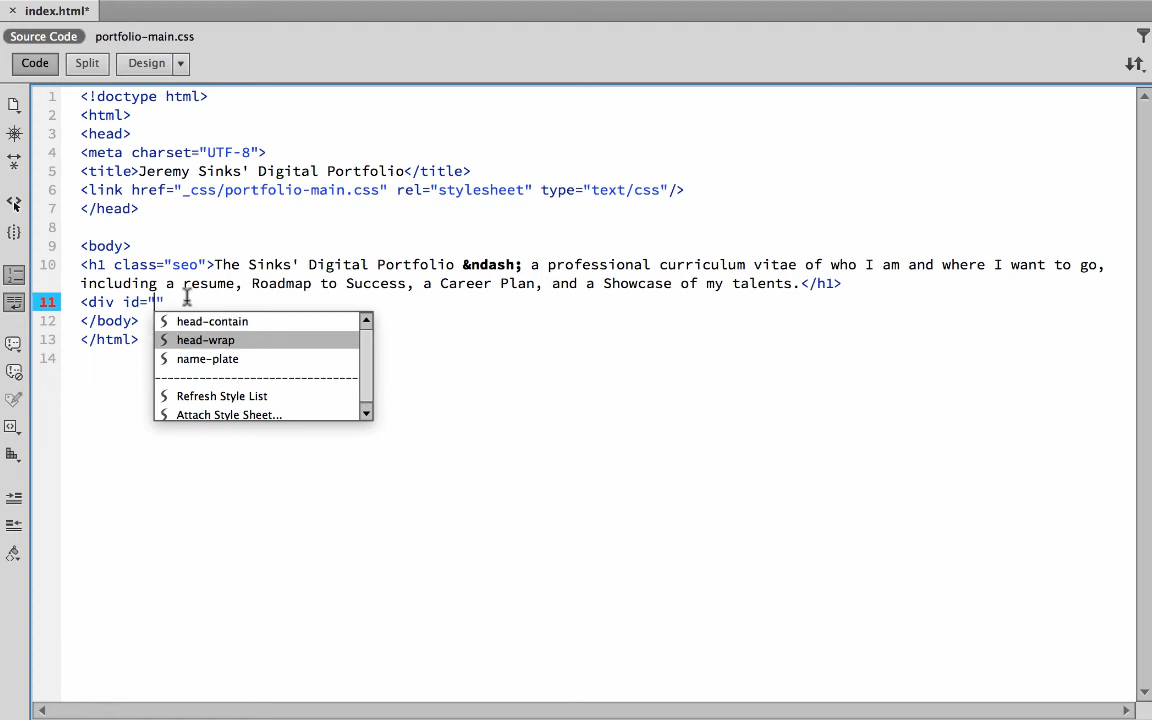 × index.html*
Source Code portfolio-main.css
Code Split Design
1 <!doctype html>
2 <html>
3 <head>
4 <meta charset="UTF-8">
5 <title>Jeremy Sinks' Digital Portfolio</title>
6 <link href="_css/portfolio-main.css" rel="stylesheet" type="text/css"/>
7 </head>
8
9 <body>
10 <h1 class="seo">The Sinks' Digital Portfolio &ndash; a professional curriculum vitae of who I am and where I want to go,
including a resume, Roadmap to Success, a Career Plan, and a Showcase of my talents.</h1>
11 <div id=""
12 </body>
13 </html>
14
head-contain
head-wrap
name-plate
--------------------------------
Refresh Style List
Attach Style Sheet...